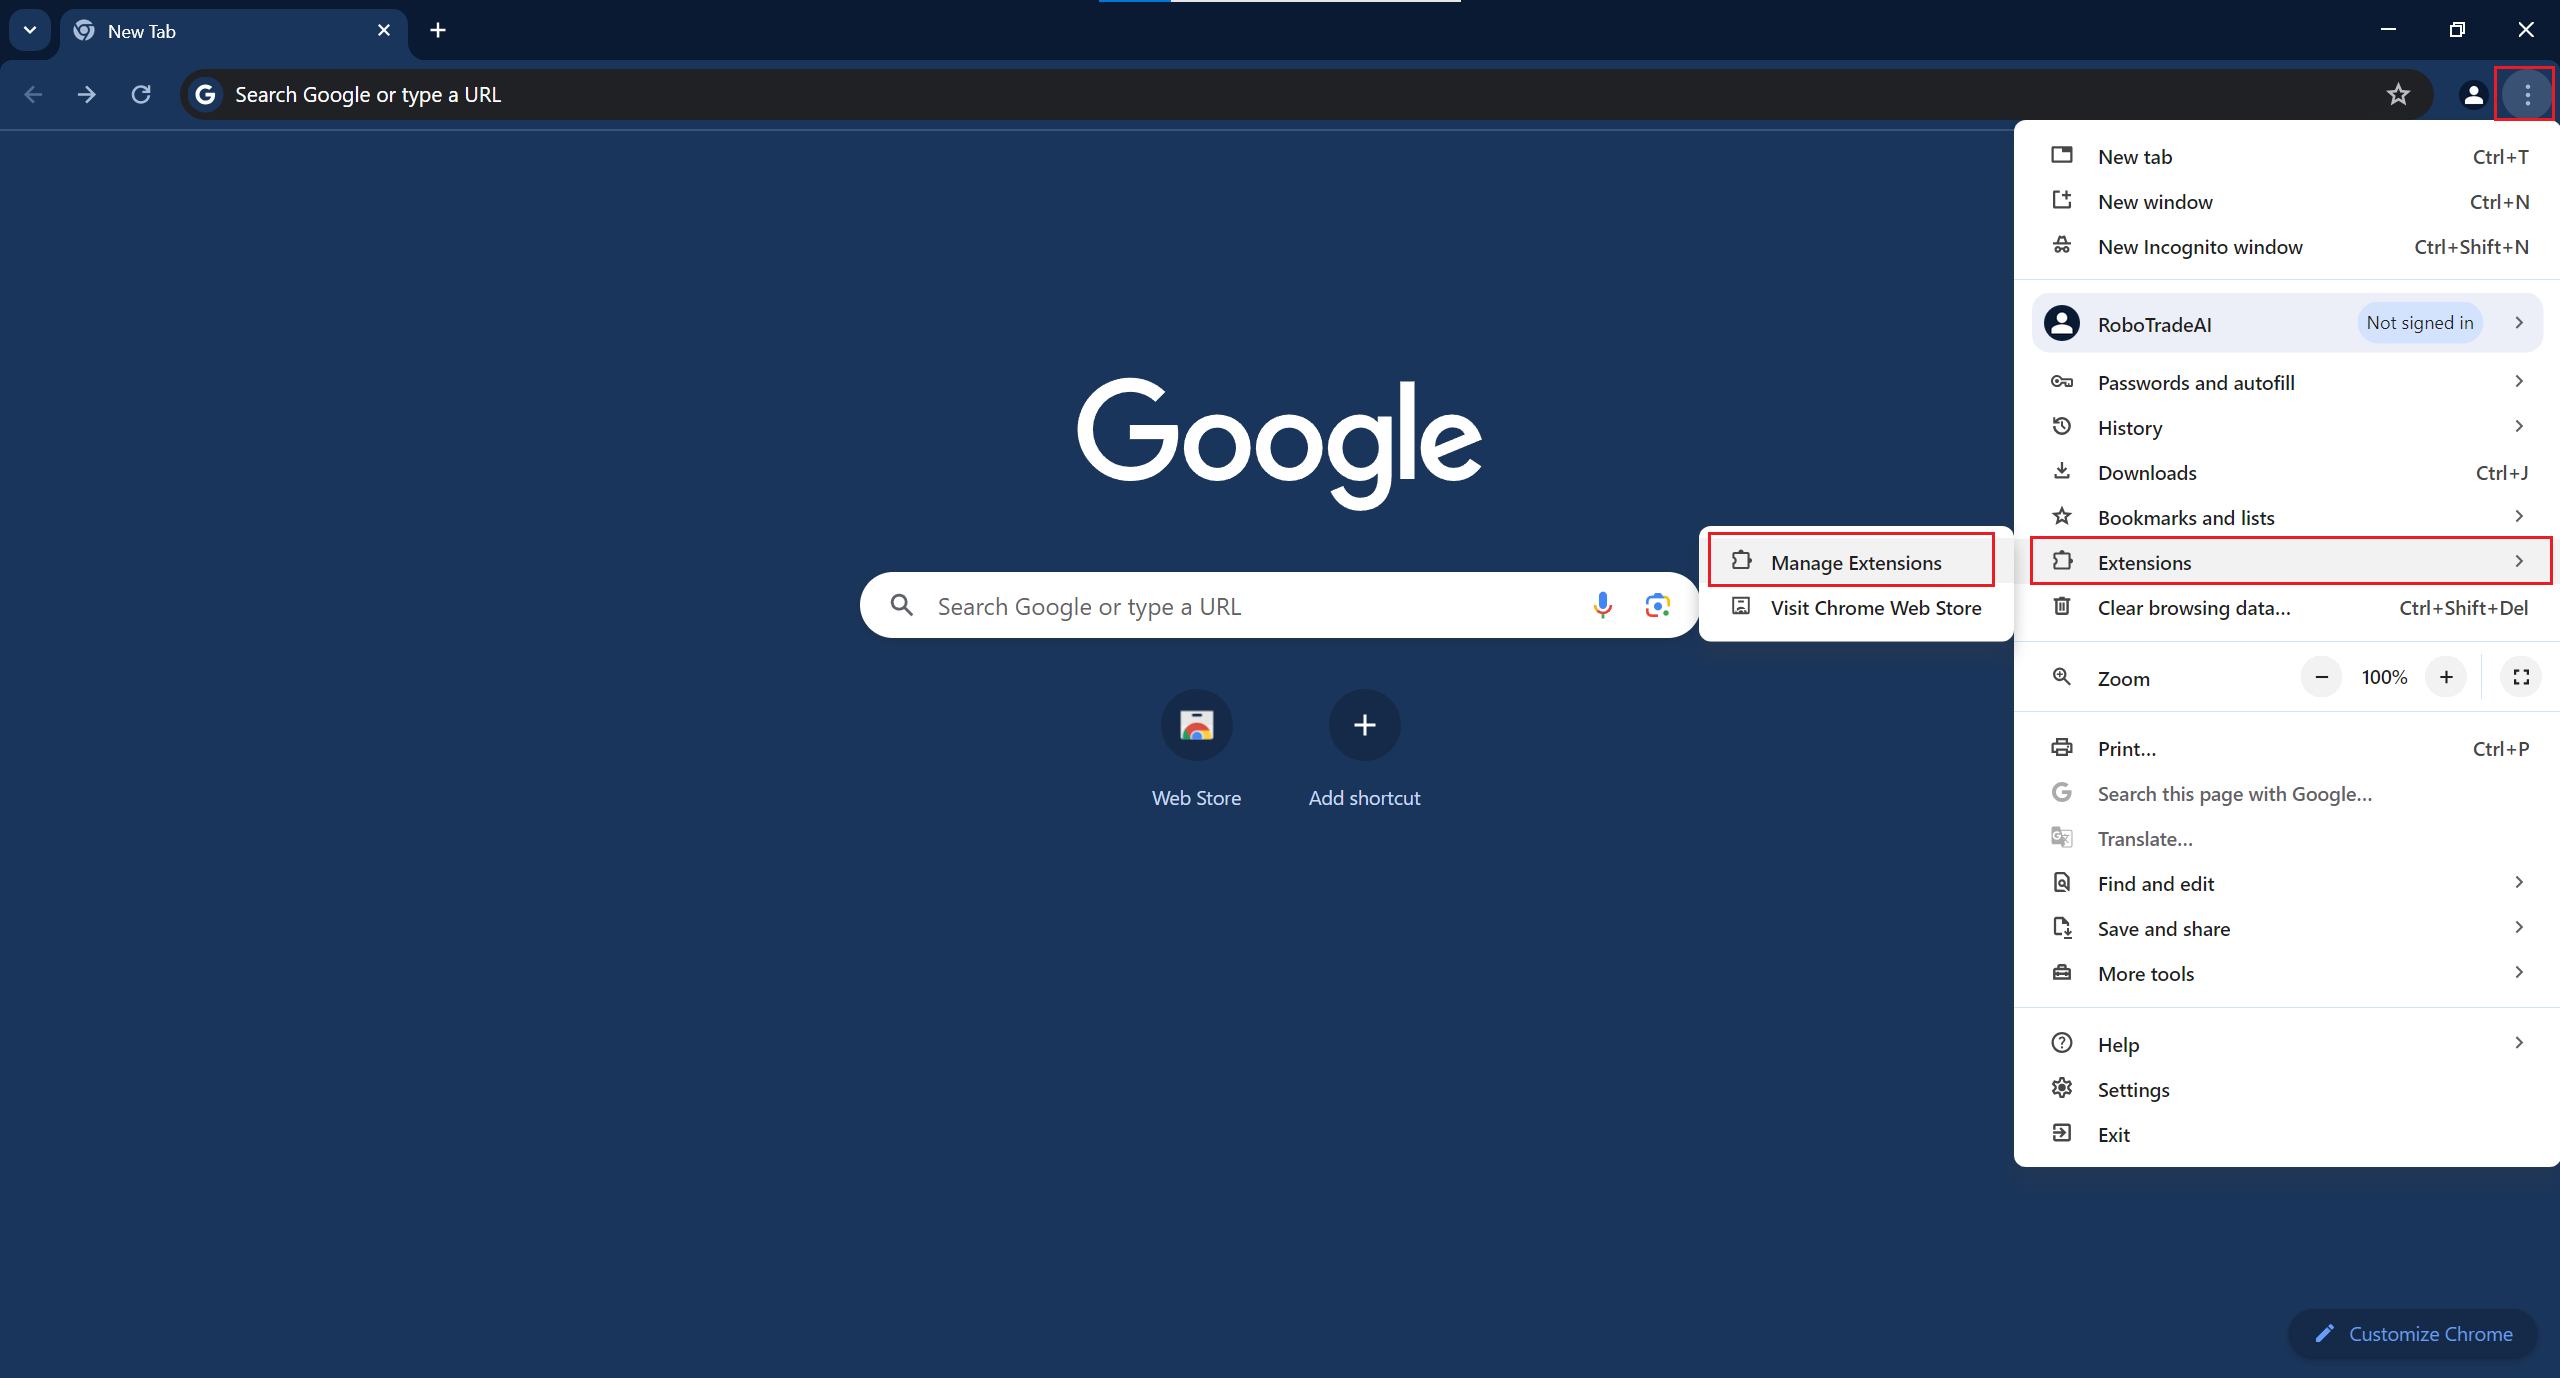 New Tab
Search Google or type a URL
New tab Ctrl+T
New window Ctrl+N
New Incognito window Ctrl+Shift+N
RoboTradeAI Not signed in
Passwords and autofill
History
Downloads Ctrl+J
Bookmarks and lists
Extensions
Clear browsing data... Ctrl+Shift+Del
Zoom 100%
Print... Ctrl+P
Search this page with Google...
Translate...
Find and edit
Save and share
More tools
Help
Settings
Exit
Manage Extensions
Visit Chrome Web Store
Google
Search Google or type a URL
Web Store
Add shortcut
Customize Chrome